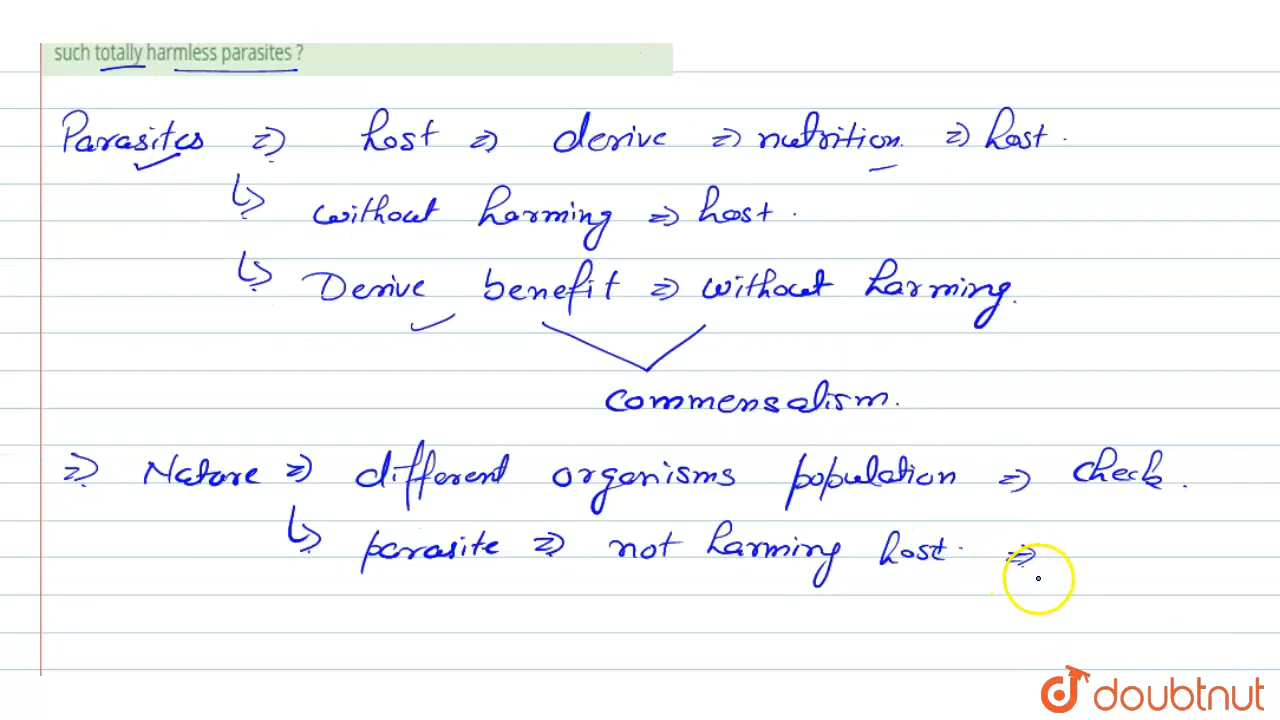 such totally harmless parasites ?
Parasites ⇒ host ⇒ derive ⇒ nutrition. ⇒ host.
↳ without harming ⇒ host.
↳ Derive benefit ⇒ without harming.
commensalism.
⇒ Nature ⇒ different organisms population ⇒ check.
↳ parasite ⇒ not harming host. ⇒
doubtnut